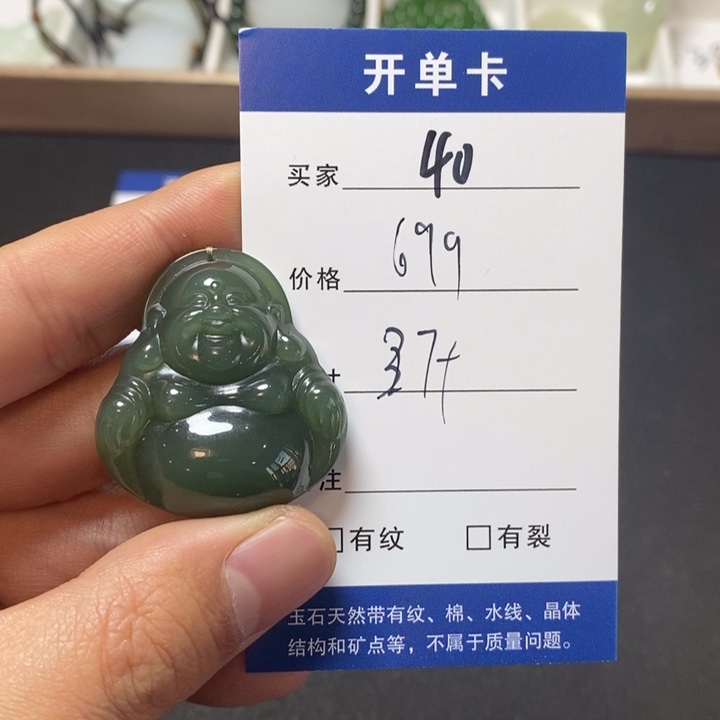 开单卡
买家 40
价格 699
37
注
有纹 有裂
玉石天然带有纹、棉、水线、晶体
结构和矿点等，不属于质量问题。